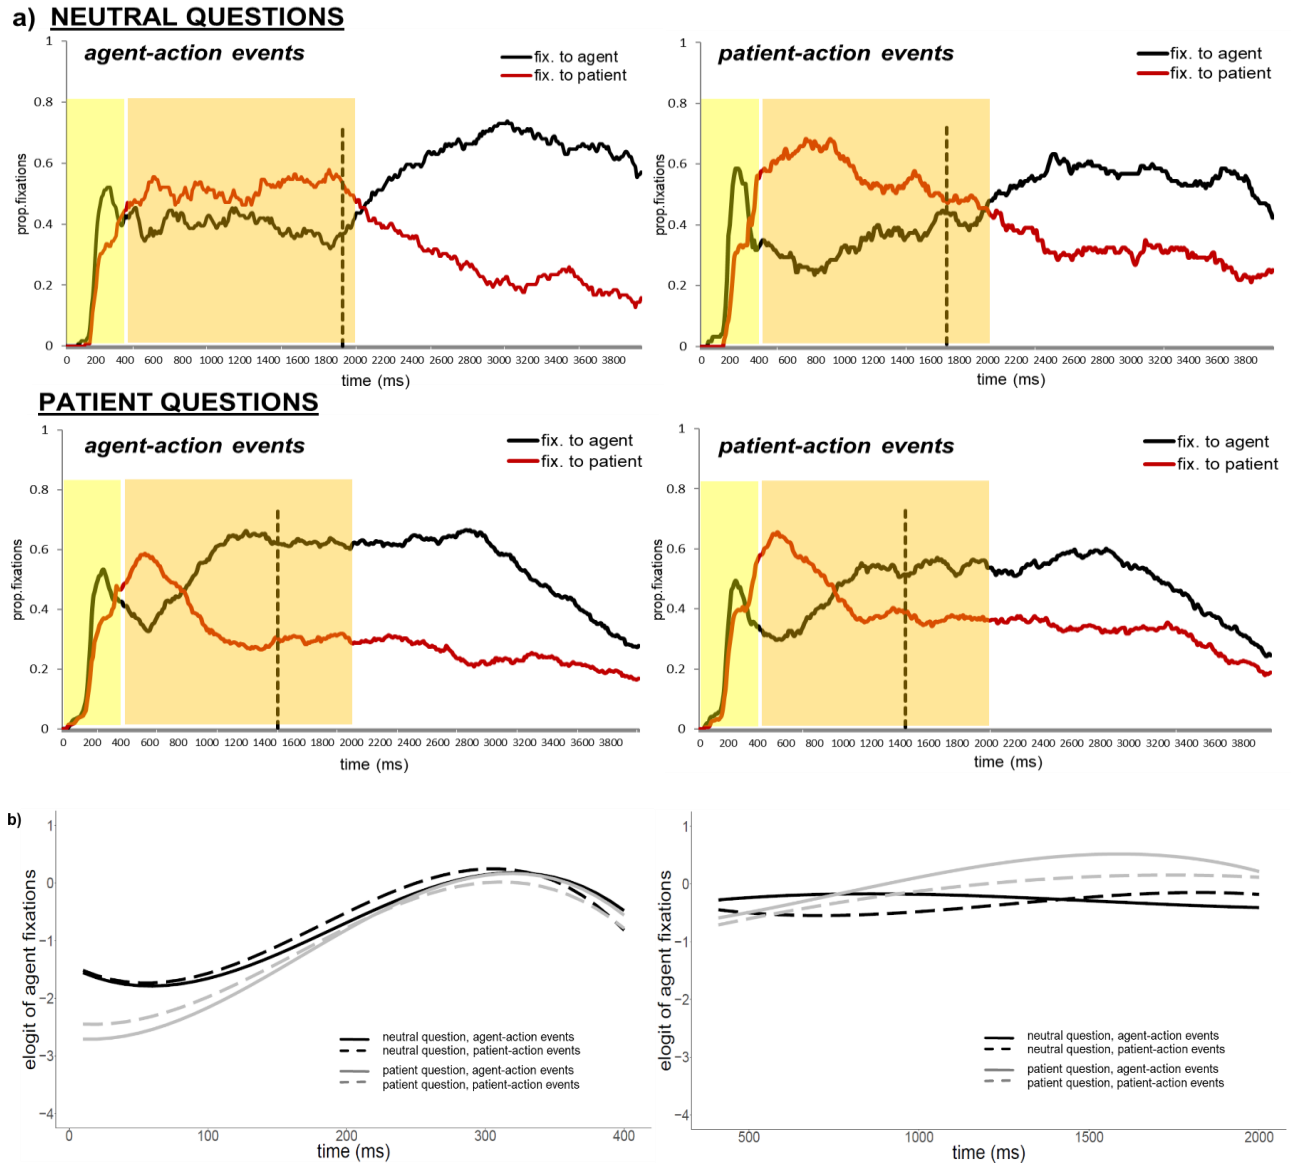 a) NEUTRAL QUESTIONS
agent-action events
fix. to agent
fix. to patient
1
0.8
0.6
0.4
0.2
0
prop.fixations
0 200 400 600 800 1000 1200 1400 1600 1800 2000 2200 2400 2600 2800 3000 3200 3400 3600 3800
time (ms)
patient-action events
fix. to agent
fix. to patient
1
0.8
0.6
0.4
0.2
0
prop.fixations
0 200 400 600 800 1000 1200 1400 1600 1800 2000 2200 2400 2600 2800 3000 3200 3400 3600 3800
time (ms)
PATIENT QUESTIONS
agent-action events
fix. to agent
fix. to patient
1
0.8
0.6
0.4
0.2
0
prop.fixations
0 200 400 600 800 1000 1200 1400 1600 1800 2000 2200 2400 2600 2800 3000 3200 3400 3600 3800
time (ms)
patient-action events
fix. to agent
fix. to patient
1
0.8
0.6
0.4
0.2
0
prop.fixations
0 200 400 600 800 1000 1200 1400 1600 1800 2000 2200 2400 2600 2800 3000 3200 3400 3600 3800
time (ms)
b)
1
0
−1
−2
−3
−4
elogit of agent fixations
neutral question, agent-action events
neutral question, patient-action events
patient question, agent-action events
patient question, patient-action events
0 100 200 300 400
time (ms)
1
0
−1
−2
−3
−4
elogit of agent fixations
neutral question, agent-action events
neutral question, patient-action events
patient question, agent-action events
patient question, patient-action events
500 1000 1500 2000
time (ms)